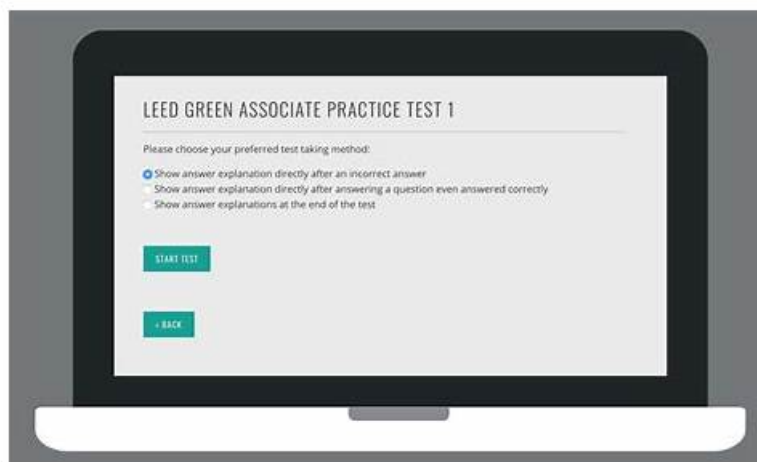 LEED GREEN ASSOCIATE PRACTICE TEST 1
Please choose your preferred test taking method:
Show answer explanation directly after an incorrect answer
Show answer explanation directly after answering a question even answered correctly
Show answer explanations at the end of the test
START TEST
< BACK